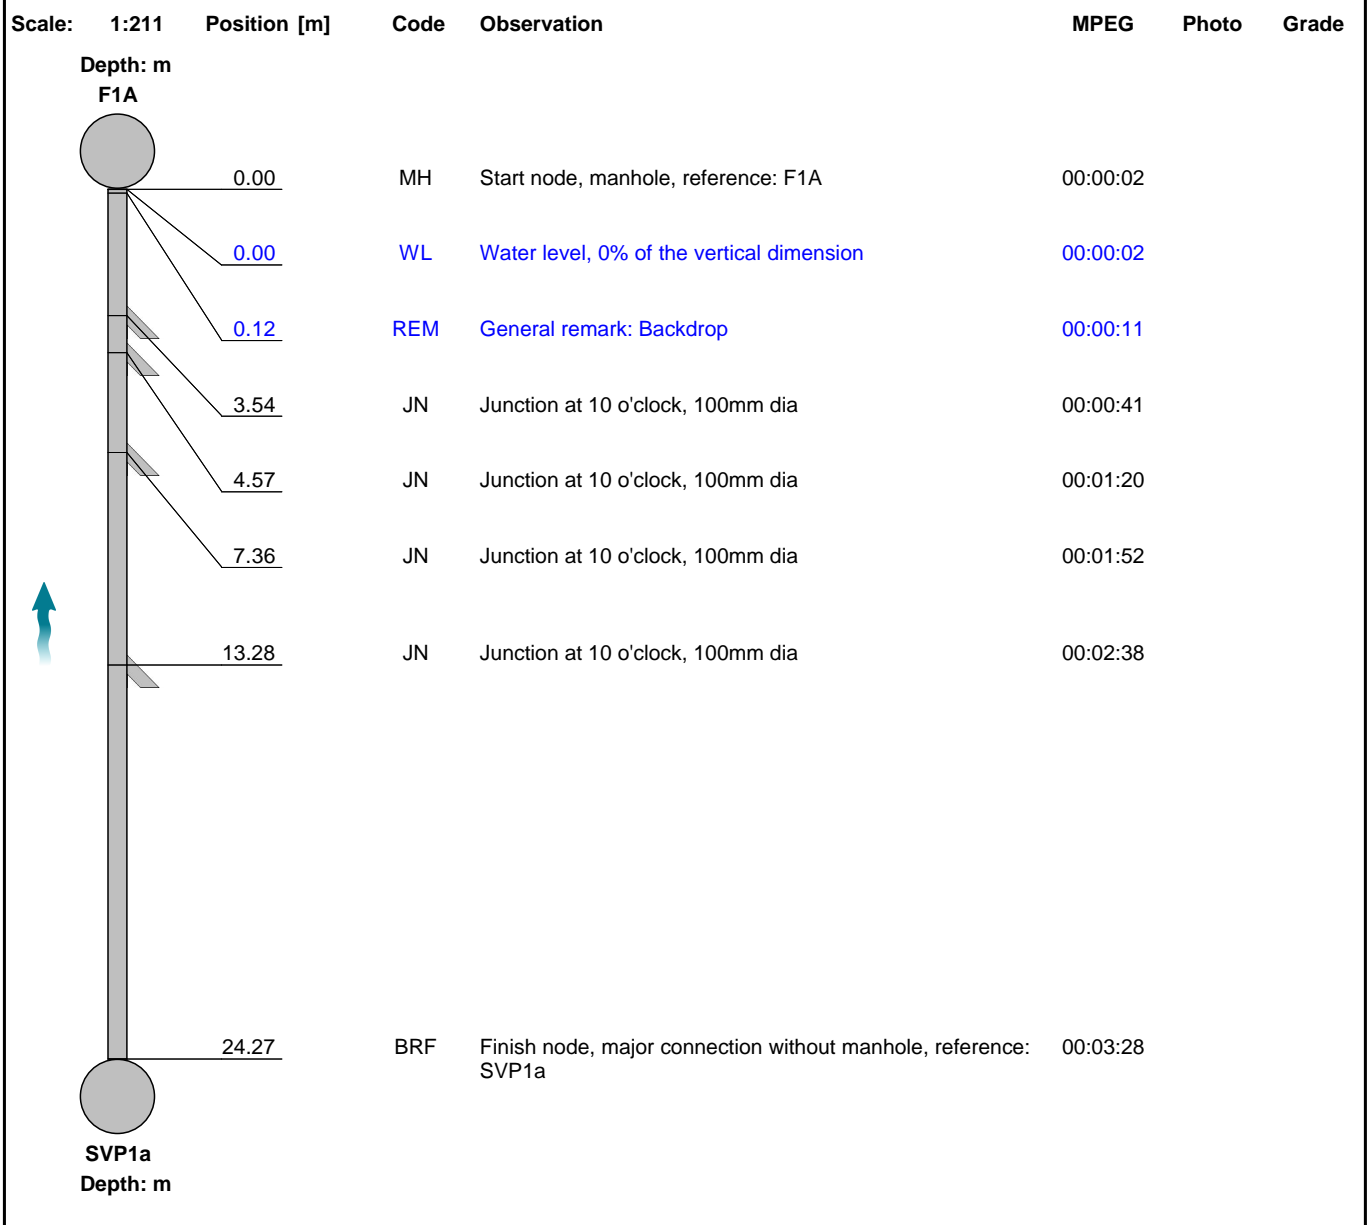 Scale: 1:211 Position [m] Code Observation MPEG Photo Grade
Depth: m
F1A
0.00 MH Start node, manhole, reference: F1A 00:00:02
0.00 WL Water level, 0% of the vertical dimension 00:00:02
0.12 REM General remark: Backdrop 00:00:11
3.54 JN Junction at 10 o'clock, 100mm dia 00:00:41
4.57 JN Junction at 10 o'clock, 100mm dia 00:01:20
7.36 JN Junction at 10 o'clock, 100mm dia 00:01:52
13.28 JN Junction at 10 o'clock, 100mm dia 00:02:38
24.27 BRF Finish node, major connection without manhole, reference: 00:03:28
SVP1a
SVP1a
Depth: m